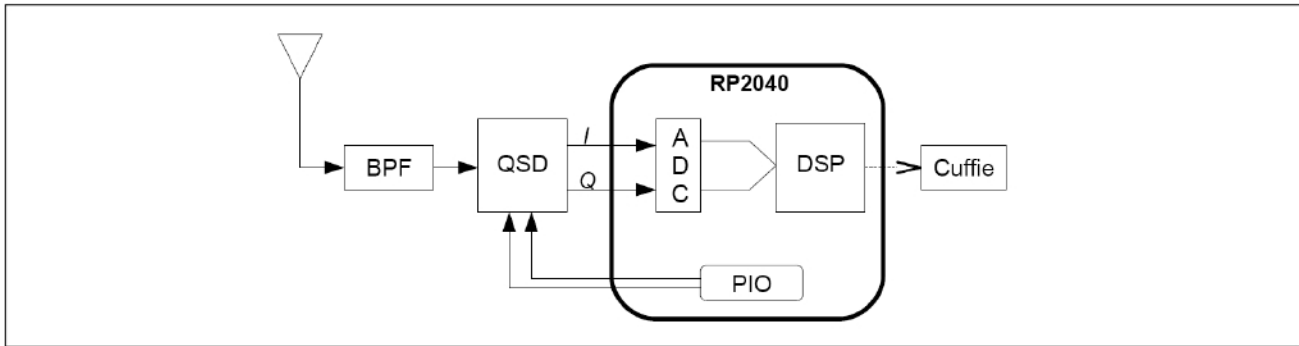 RP2040
I
Q
BPF
QSD
A
D
C
DSP
Cuffie
PIO